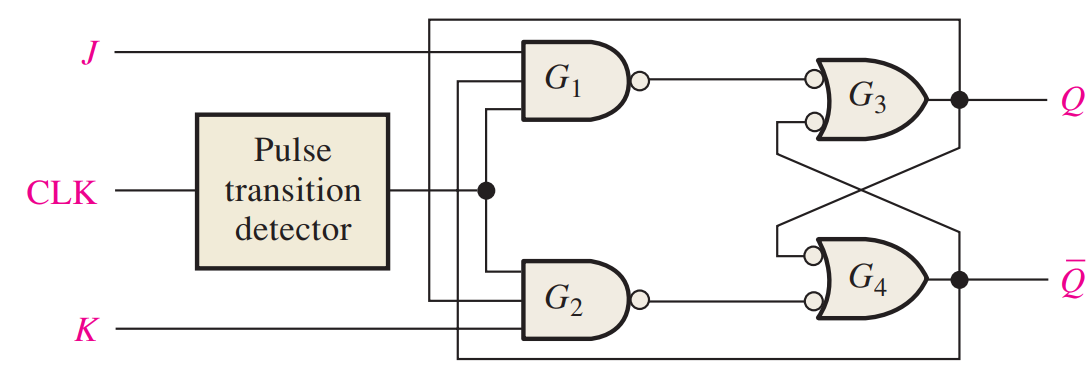 J
G₁
G₃
Q
Pulse
transition
detector
CLK
G₂
G₄
Q̅
K